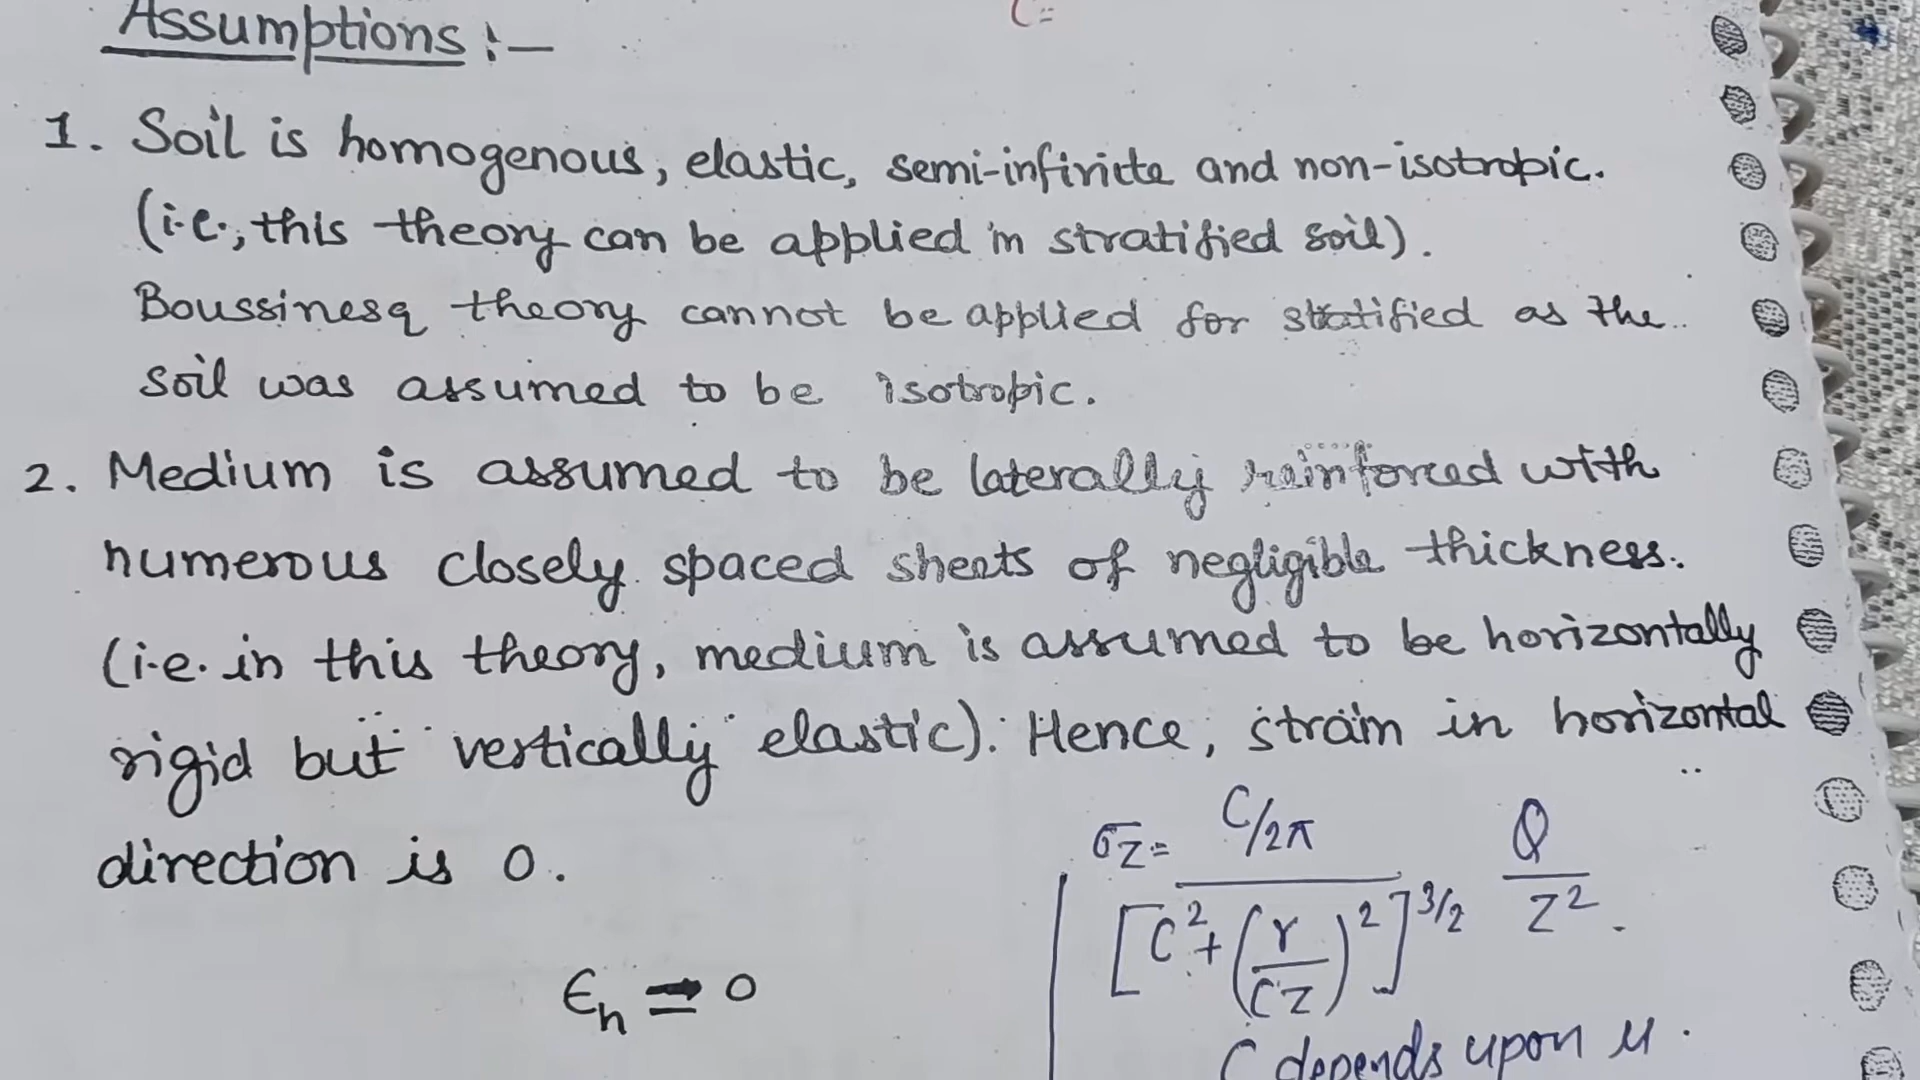 C=
Assumptions :-
1. Soil is homogenous, elastic, semi-infinite and non-isotropic.
(i.e., this theory can be applied in stratified soil).
Boussinesq theory cannot be applied for stratified as the
soil was assumed to be isotropic.
2. Medium is assumed to be laterally reinforced with
numerous closely spaced sheets of negligible thickness.
(i.e. in this theory, medium is assumed to be horizontally
rigid but vertically elastic). Hence, strain in horizontal
direction is 0.
ϵh = 0
σz = C/2π / [C² + (r/CZ)²]^3/2 Q/Z².
C depends upon μ.